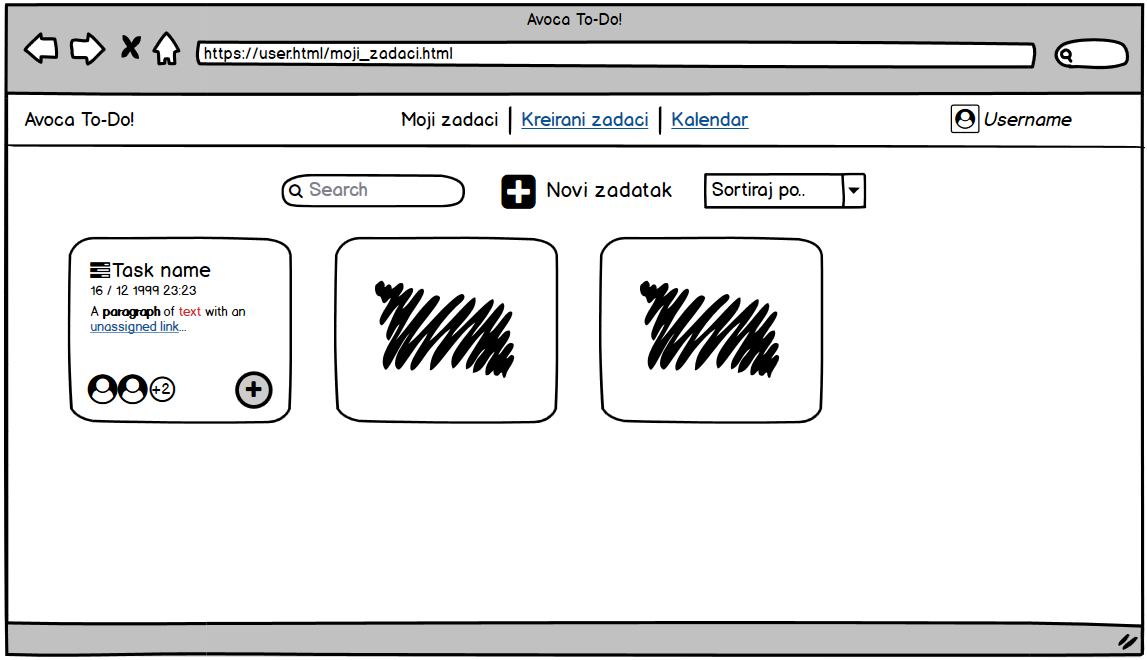 Avoca To-Do!
https://user.html/moji_zadaci.html
Avoca To-Do!
Moji zadaci | Kreirani zadaci | Kalendar
Username
Search
Novi zadatak
Sortiraj po..
Task name
16 / 12 1999 23:23
A paragraph of text with an
unassigned link...
+2